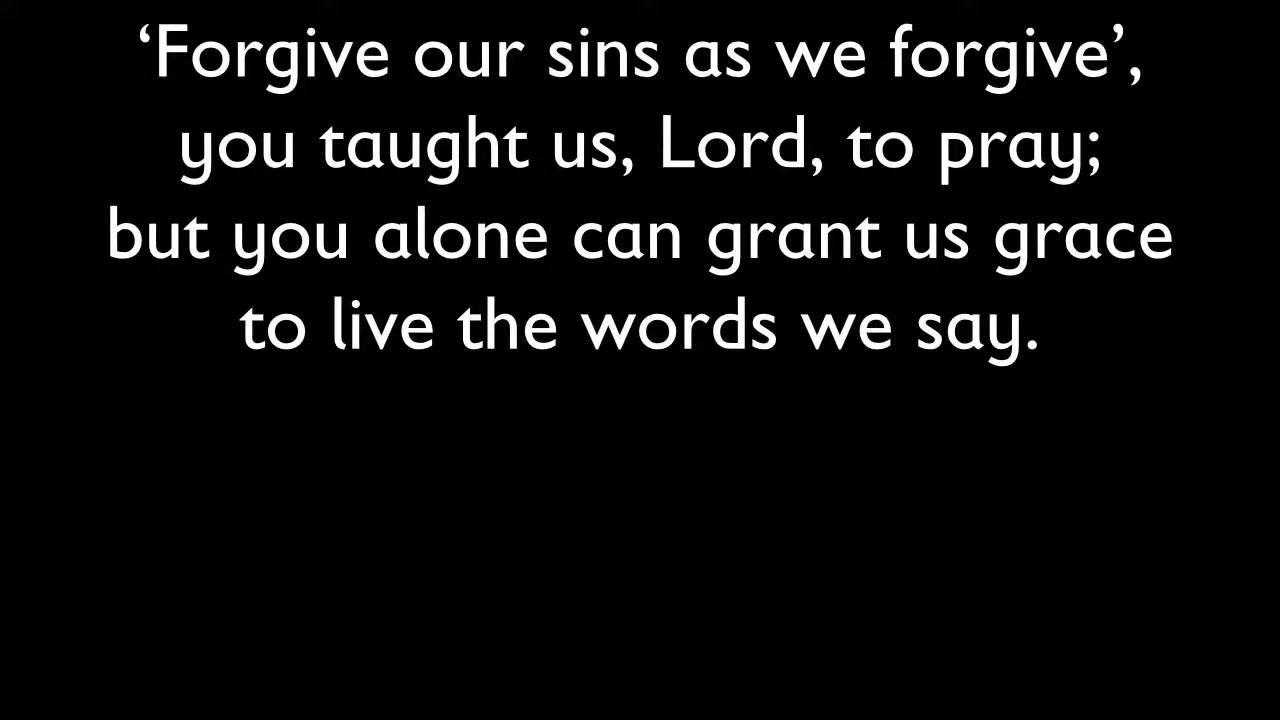 ‘Forgive our sins as we forgive’,
you taught us, Lord, to pray;
but you alone can grant us grace
to live the words we say.